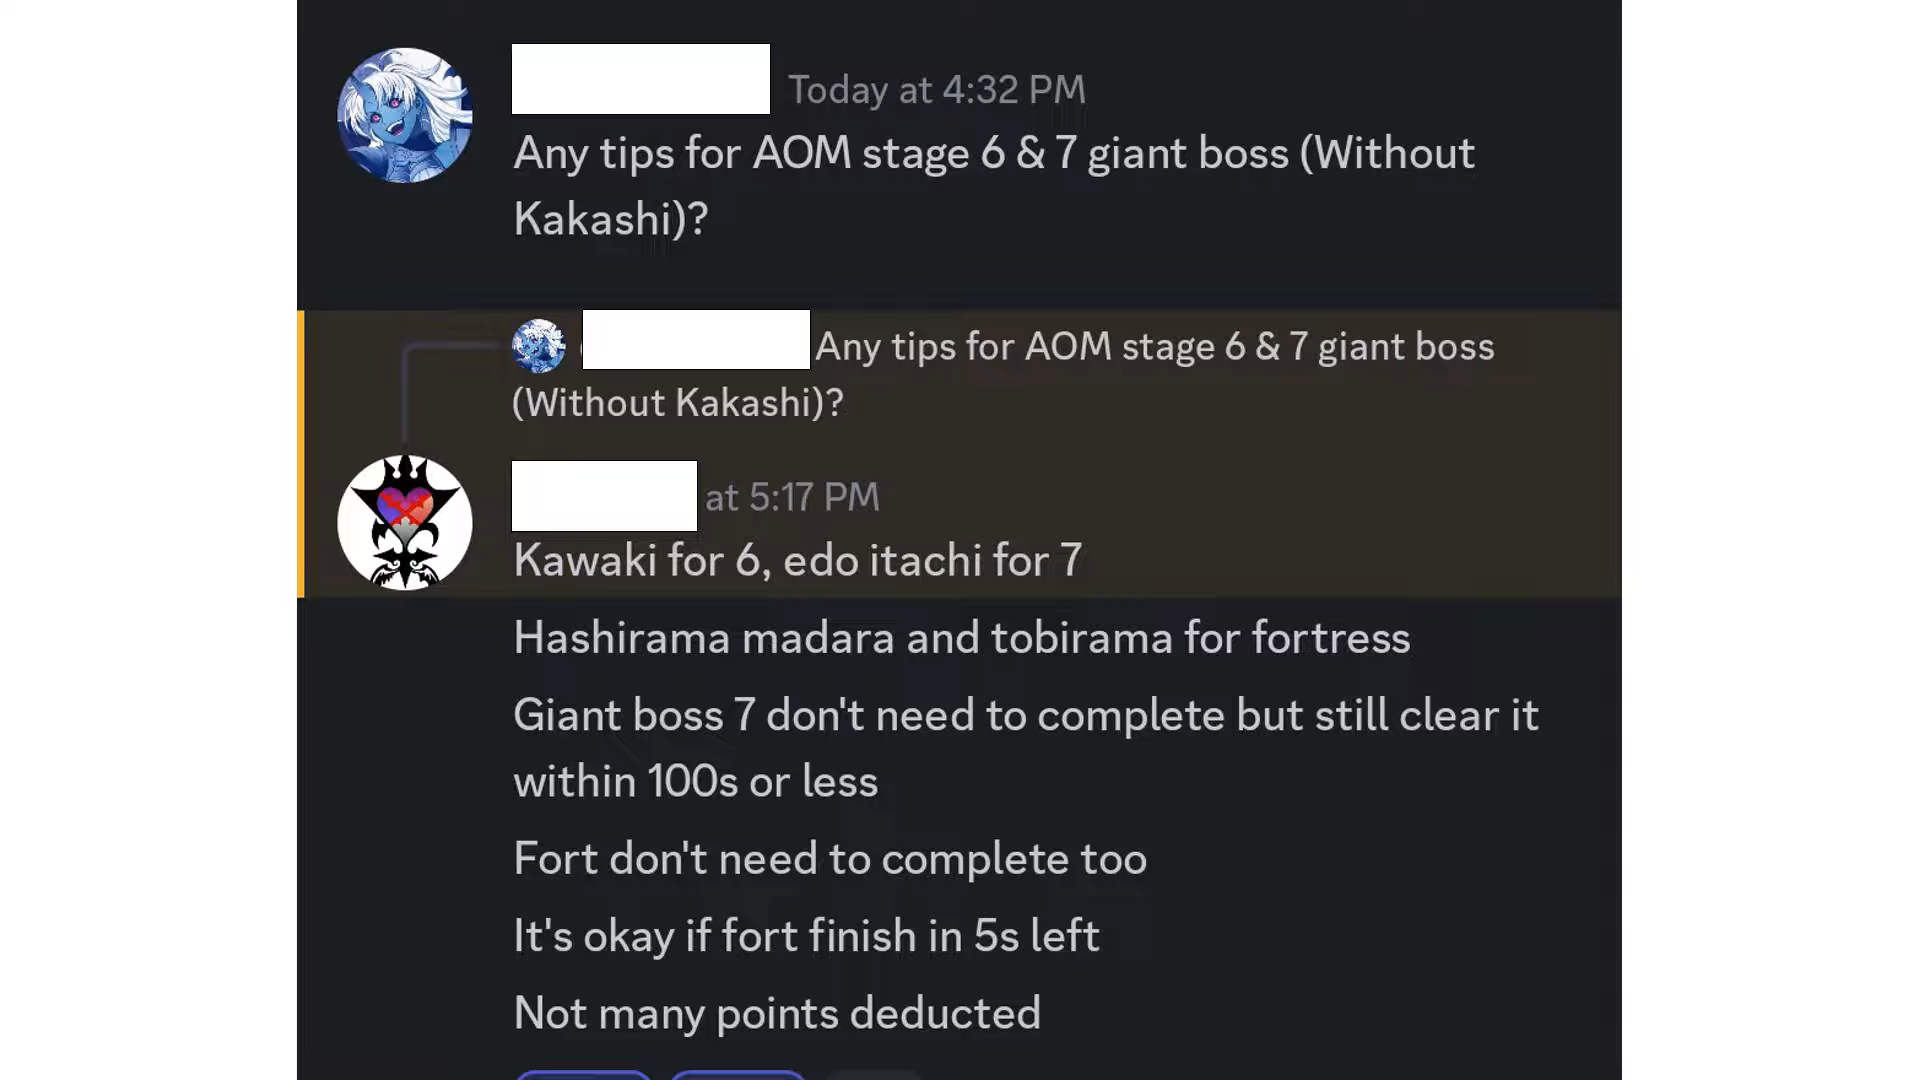 Today at 4:32 PM
Any tips for AOM stage 6 & 7 giant boss (Without
Kakashi)?
Any tips for AOM stage 6 & 7 giant boss
(Without Kakashi)?
at 5:17 PM
Kawaki for 6, edo itachi for 7
Hashirama madara and tobirama for fortress
Giant boss 7 don't need to complete but still clear it
within 100s or less
Fort don't need to complete too
It's okay if fort finish in 5s left
Not many points deducted